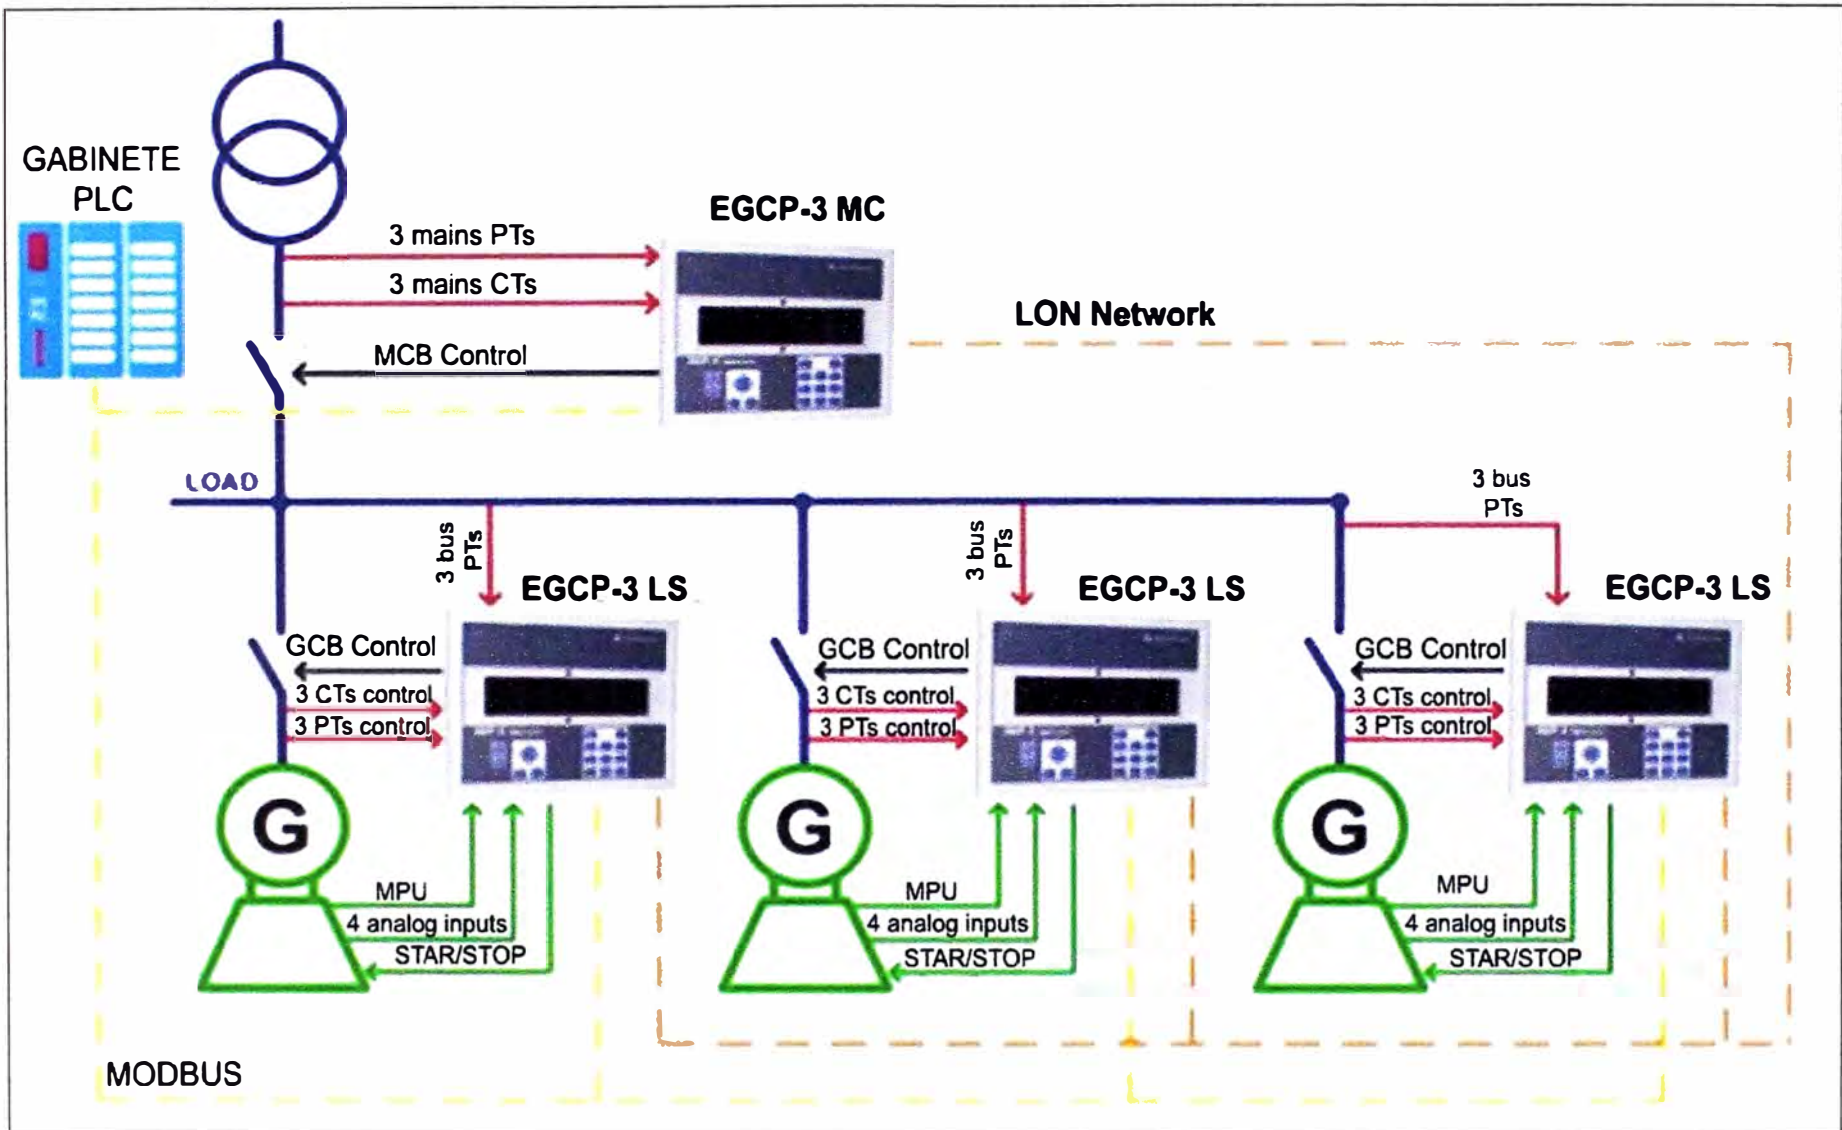 GABINETE
PLC
EGCP-3 MC
3 mains PTs
3 mains CTs
LON Network
MCB Control
LOAD
3 bus
PTs
3 bus
PTs
3 bus
PTs
EGCP-3 LS
EGCP-3 LS
EGCP-3 LS
GCB Control
3 CTs control
3 PTs control
GCB Control
3 CTs control
3 PTs control
GCB Control
3 CTs control
3 PTs control
G
G
G
MPU
4 analog inputs
STAR/STOP
MPU
4 analog inputs
STAR/STOP
MPU
4 analog inputs
STAR/STOP
MODBUS